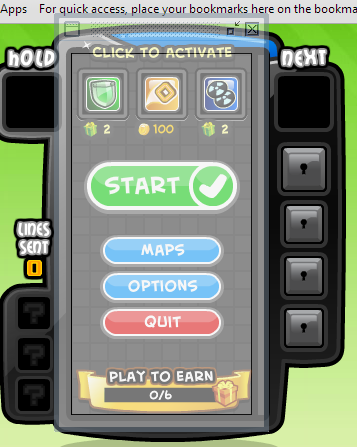 Apps For quick access, place your bookmarks here on the bookma
CLICK TO ACTIVATE
HOLD
NEXT
2 100 2
START
LINES
SENT
0
MAPS
OPTIONS
QUIT
? 
?
?
PLAY TO EARN
0/6